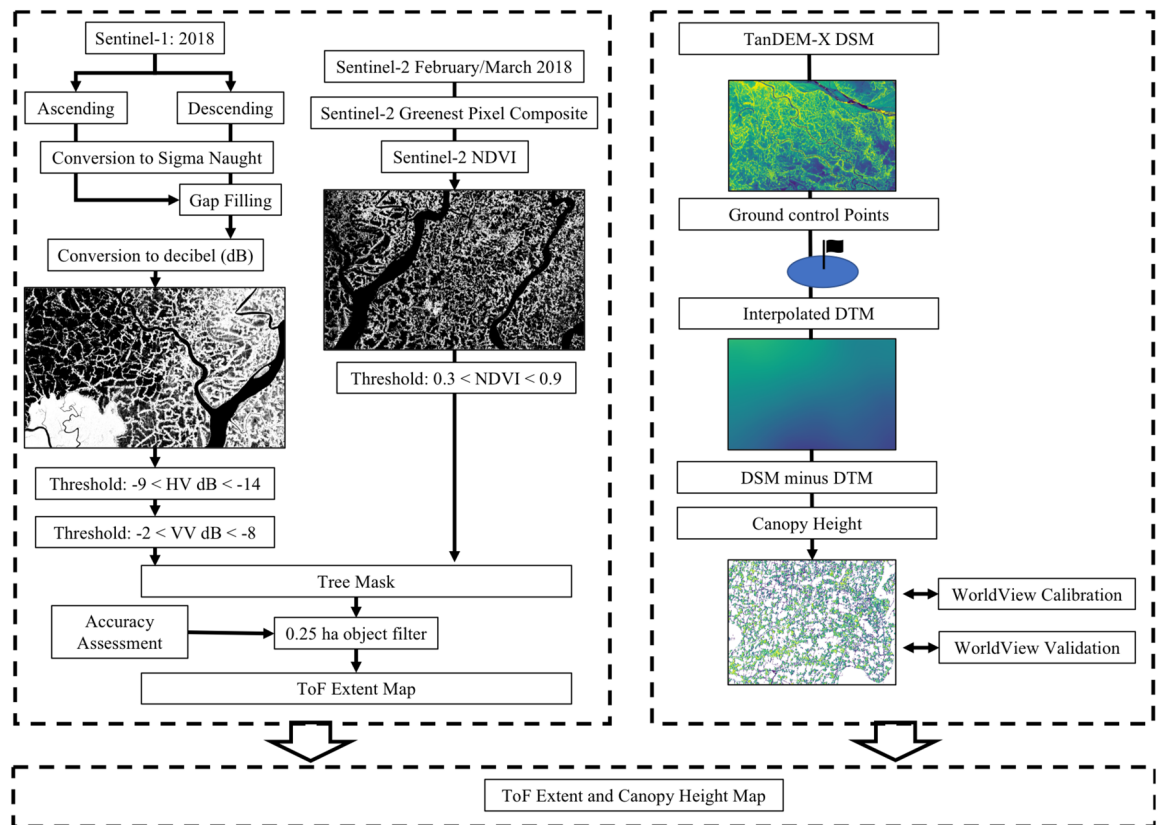 Sentinel-1: 2018
Ascending
Descending
Conversion to Sigma Naught
Gap Filling
Conversion to decibel (dB)
Threshold: -9 < HV dB < -14
Threshold: -2 < VV dB < -8
Sentinel-2 February/March 2018
Sentinel-2 Greenest Pixel Composite
Sentinel-2 NDVI
Threshold: 0.3 < NDVI < 0.9
Tree Mask
Accuracy
Assessment
0.25 ha object filter
ToF Extent Map
TanDEM-X DSM
Ground control Points
Interpolated DTM
DSM minus DTM
Canopy Height
WorldView Calibration
WorldView Validation
ToF Extent and Canopy Height Map